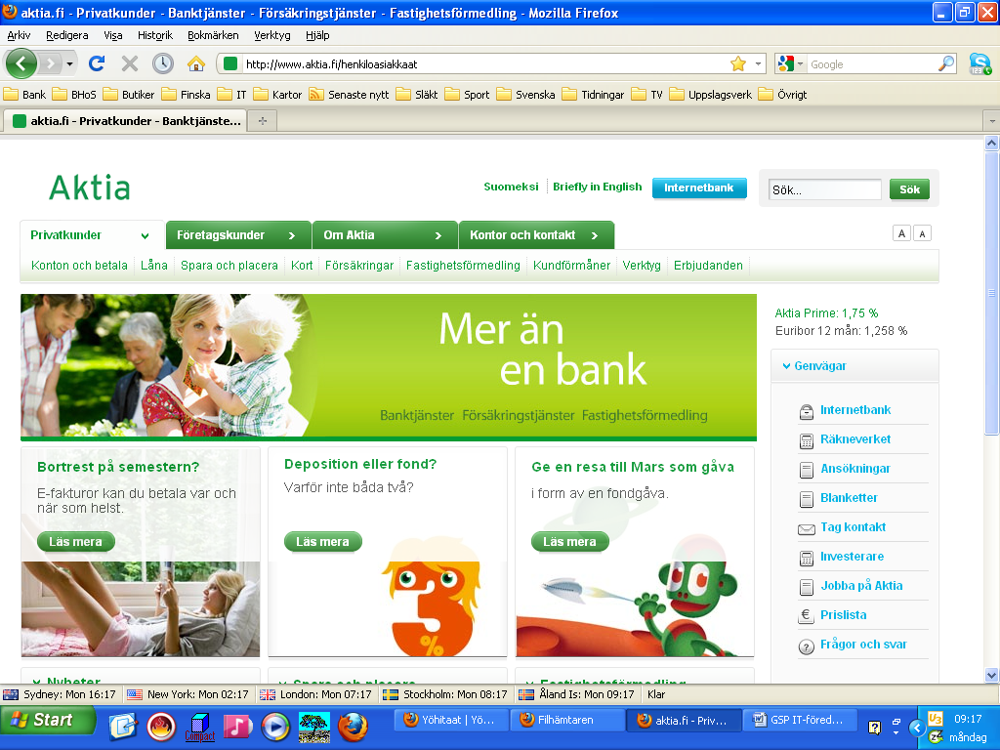 aktia.fi - Privatkunder - Banktjänster - Försäkringstjänster - Fastighetsförmedling - Mozilla Firefox
Arkiv Redigera Visa Historik Bokmärken Verktyg Hjälp
http://www.aktia.fi/henkiloasiakkaat Google
Bank BHoS Butiker Finska IT Kartor Senaste nytt Släkt Sport Svenska Tidningar TV Uppslagsverk Övrigt
aktia.fi - Privatkunder - Banktjänste...
Aktia
Suomeksi Briefly in English Internetbank Sök... Sök
Privatkunder Företagskunder Om Aktia Kontor och kontakt A A
Konton och betala Låna Spara och placera Kort Försäkringar Fastighetsförmedling Kundförmåner Verktyg Erbjudanden
Mer än
en bank
Banktjänster Försäkringstjänster Fastighetsförmedling
Aktia Prime: 1,75 %
Euribor 12 mån: 1,258 %
Genvägar
Internetbank
Räkneverket
Ansökningar
Blanketter
Tag kontakt
Investerare
Jobba på Aktia
€ Prislista
? Frågor och svar
Bortrest på semestern?
E-fakturor kan du betala var och
när som helst.
Läs mera
Deposition eller fond?
Varför inte båda två?
Läs mera
3
%
Ge en resa till Mars som gåva
i form av en fondgåva.
Läs mera
Nyheter Spara och placera Fastighetsförmedling
Sydney: Mon 16:17 New York: Mon 02:17 London: Mon 07:17 Stockholm: Mon 08:17 Åland Is: Mon 09:17 Klar
Start Compact Yöhitaat | Yö... Filhämtaren aktia.fi - Priv... GSP IT-föred... 09:17
måndag